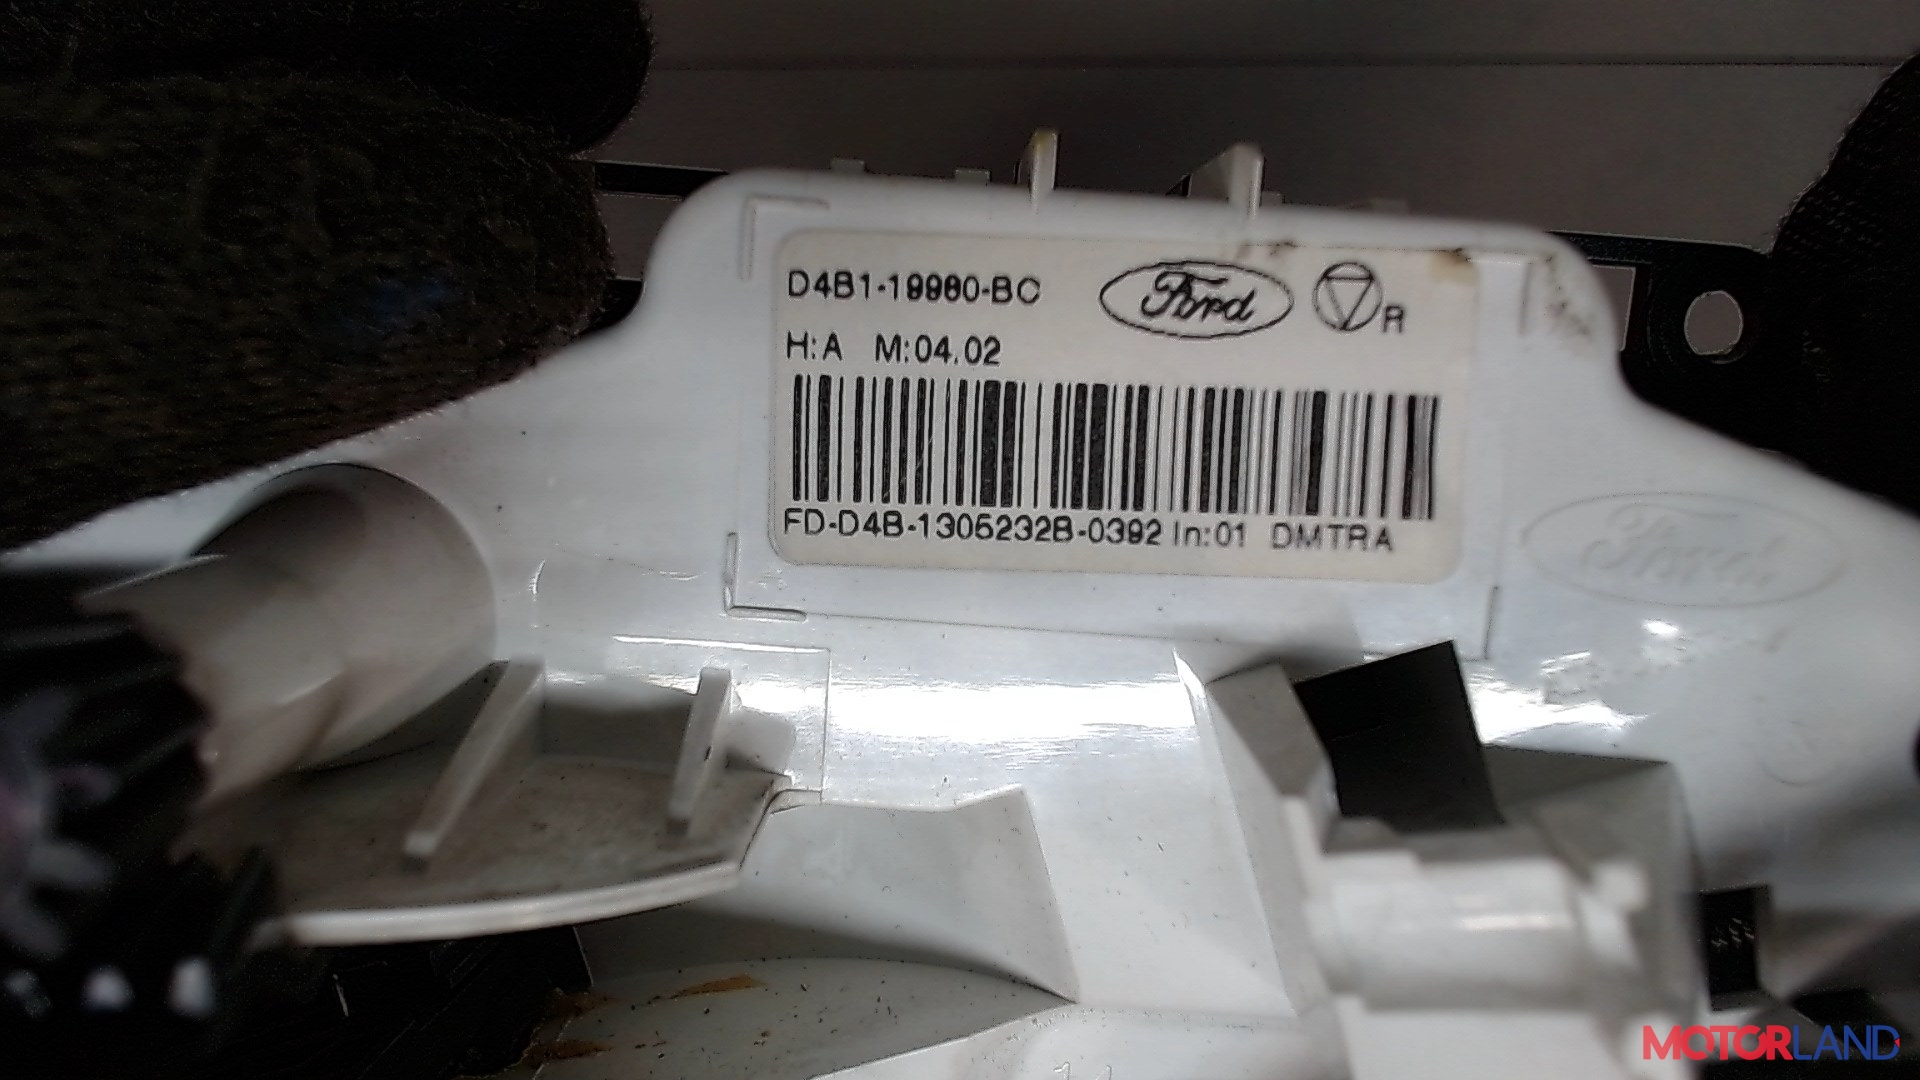 D4B1-19980-BC Ford R
H:A M:04.02
FD-D4B-1305232B-0392 In:01 DMTRA
Ford
MOTORLAND